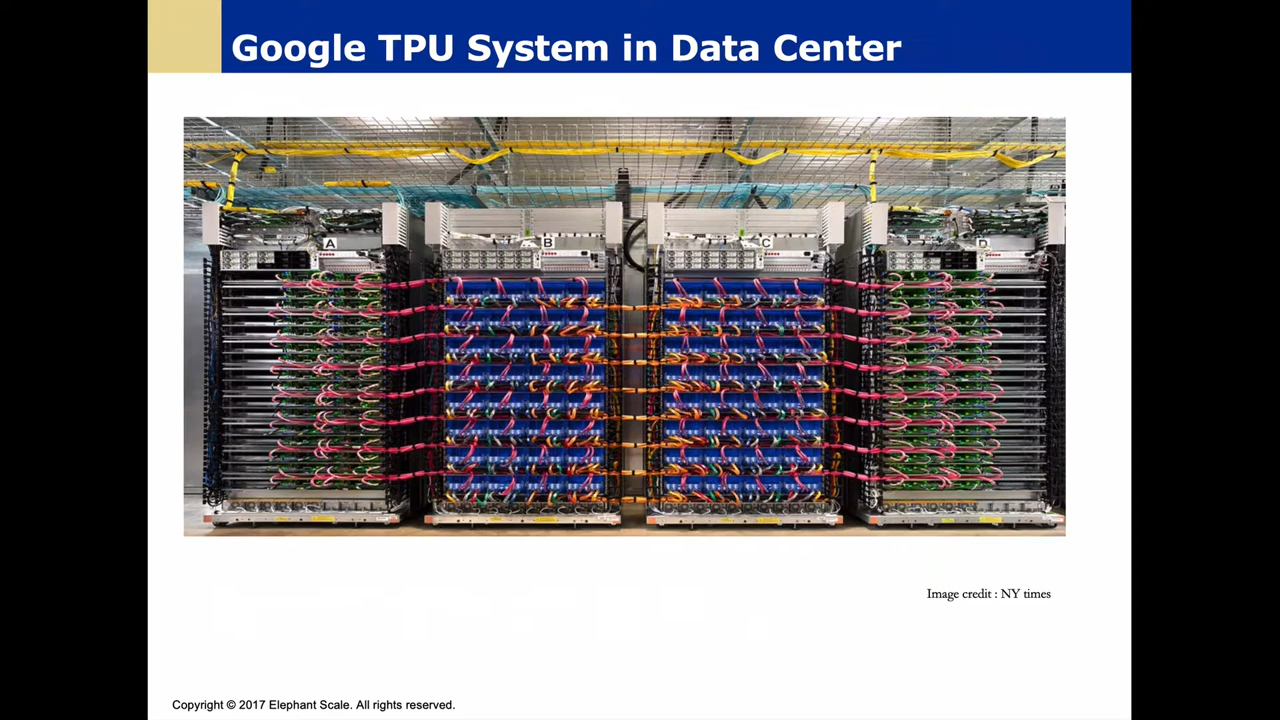 Google TPU System in Data Center
A
B
C
D
Image credit : NY times
Copyright © 2017 Elephant Scale. All rights reserved.